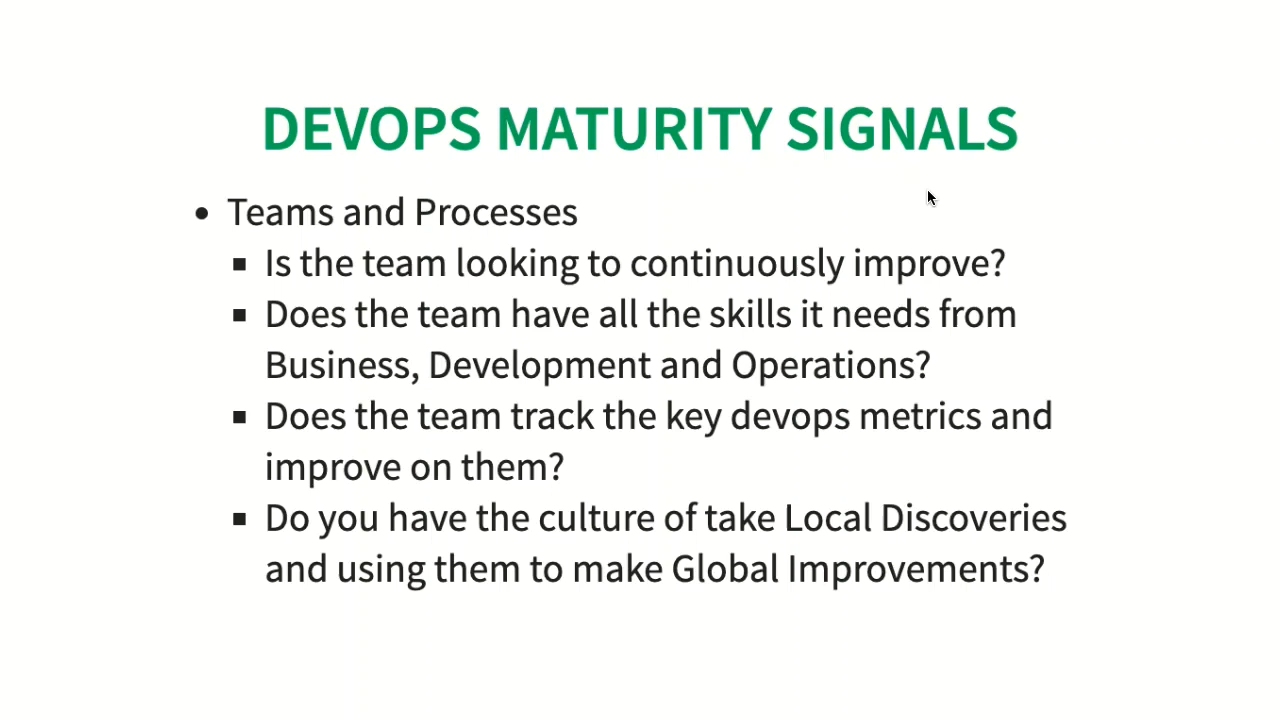 DEVOPS MATURITY SIGNALS
• Teams and Processes
▪ Is the team looking to continuously improve?
▪ Does the team have all the skills it needs from
Business, Development and Operations?
▪ Does the team track the key devops metrics and
improve on them?
▪ Do you have the culture of take Local Discoveries
and using them to make Global Improvements?